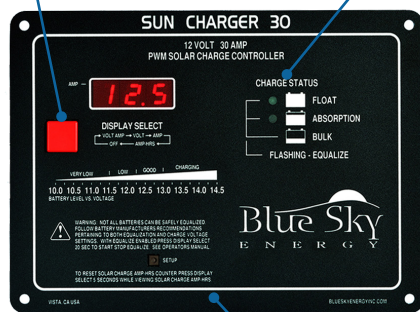 SUN CHARGER 30
12 VOLT 30 AMP
PWM SOLAR CHARGE CONTROLLER
AMP
12.5
CHARGE STATUS
FLOAT
ABSORPTION
BULK
FLASHING - EQUALIZE
DISPLAY SELECT
VOLT AMP VOLT AMP
OFF AMP-HRS
VERY LOW LOW GOOD CHARGING
10.0 10.5 11.0 11.5 12.0 12.5 13.0 13.5 14.0 14.5
BATTERY LEVEL VS. VOLTAGE
Blue Sky
ENERGY
WARNING: NOT ALL BATTERIES CAN BE SAFELY EQUALIZED
FOLLOW BATTERY MANUFACTURERS RECOMMENDATIONS
PERTAINING TO BOTH EQUALIZATION AND CHARGE VOLTAGE
SETTINGS. WITH EQUALIZE ENABLED PRESS DISPLAY SELECT
20 SEC TO START STOP EQUALIZE. SEE OPERATORS MANUAL
SETUP
TO RESET SOLAR CHARGE AMP-HRS COUNTER PRESS DISPLAY
SELECT 5 SECONDS WHILE VIEWING SOLAR CHARGE AMP-HRS
VISTA, CA USA
BLUESKYENERGYINC.COM